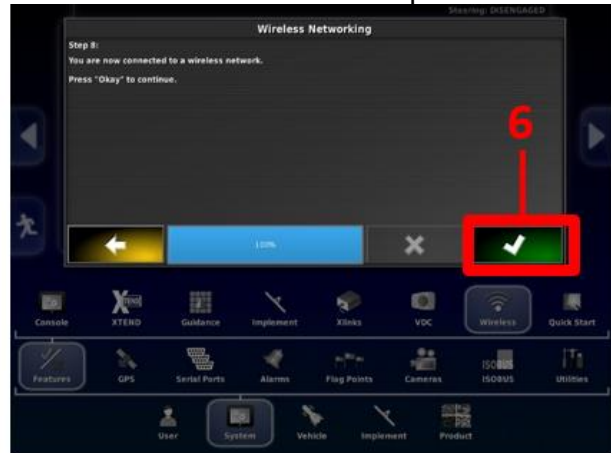 Steering: DISENGAGED
Wireless Networking
Step 8:
You are now connected to a wireless network.
Press "Okay" to continue.
6
100%
Console XTEND Guidance Implement Xlinks VDC Wireless Quick Start
Features GPS Serial Ports Alarms Flag Points Cameras ISOBUS Utilities
User System Vehicle Implement Product